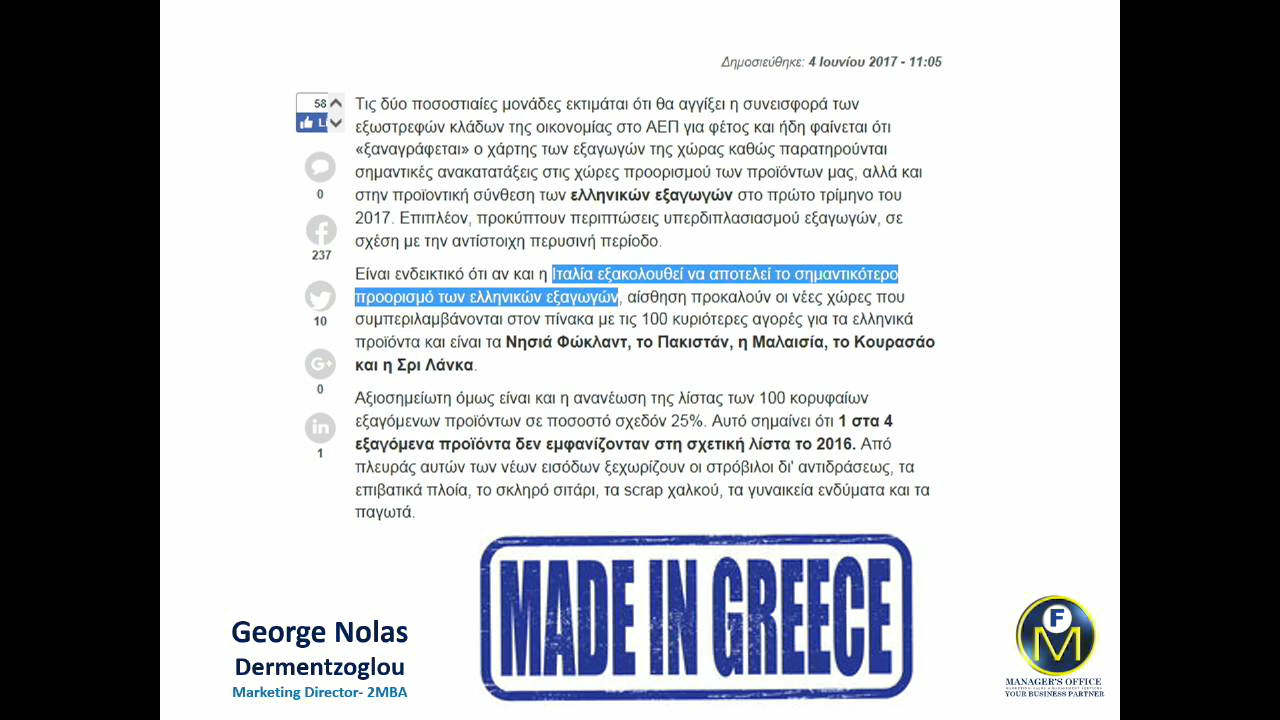 Δημοσιεύθηκε: 4 Ιουνίου 2017 - 11:05
58
Li
Τις δύο ποσοστιαίες μονάδες εκτιμάται ότι θα αγγίξει η συνεισφορά των
εξωστρεφών κλάδων της οικονομίας στο ΑΕΠ για φέτος και ήδη φαίνεται ότι
«ξαναγράφεται» ο χάρτης των εξαγωγών της χώρας καθώς παρατηρούνται
σημαντικές ανακατατάξεις στις χώρες προορισμού των προϊόντων μας, αλλά και
στην προϊοντική σύνθεση των ελληνικών εξαγωγών στο πρώτο τρίμηνο του
2017. Επιπλέον, προκύπτουν περιπτώσεις υπερδιπλασιασμού εξαγωγών, σε
σχέση με την αντίστοιχη περυσινή περίοδο.
0
237
10
0
1
Είναι ενδεικτικό ότι αν και η Ιταλία εξακολουθεί να αποτελεί το σημαντικότερο
προορισμό των ελληνικών εξαγωγών, αίσθηση προκαλούν οι νέες χώρες που
συμπεριλαμβάνονται στον πίνακα με τις 100 κυριότερες αγορές για τα ελληνικά
προϊόντα και είναι τα Νησιά Φώκλαντ, το Πακιστάν, η Μαλαισία, το Κουρασάο
και η Σρι Λάνκα.
Αξιοσημείωτη όμως είναι και η ανανέωση της λίστας των 100 κορυφαίων
εξαγόμενων προϊόντων σε ποσοστό σχεδόν 25%. Αυτό σημαίνει ότι 1 στα 4
εξαγόμενα προϊόντα δεν εμφανίζονταν στη σχετική λίστα το 2016. Από
πλευράς αυτών των νέων εισόδων ξεχωρίζουν οι στρόβιλοι δι' αντιδράσεως, τα
επιβατικά πλοία, το σκληρό σιτάρι, τα scrap χαλκού, τα γυναικεία ενδύματα και τα
παγωτά.
MADE IN GREECE
George Nolas
Dermentzoglou
Marketing Director- 2MBA
F
M
MANAGER'S OFFICE
YOUR BUSINESS PARTNER